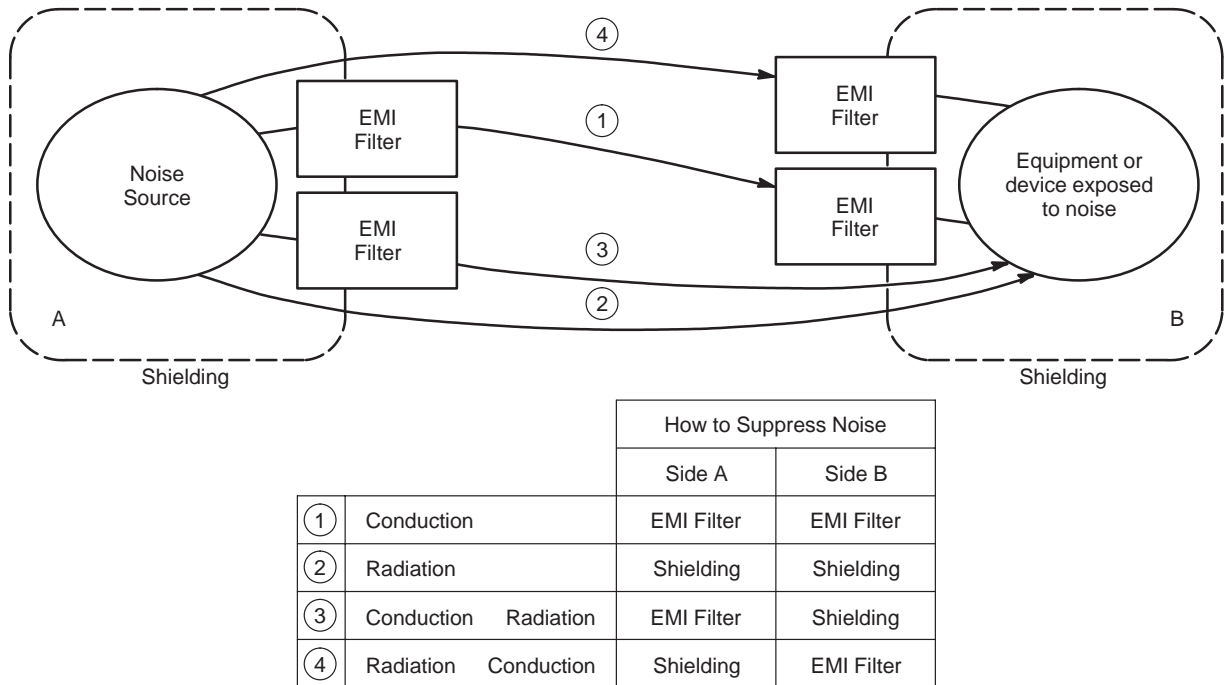 4
EMI
Filter
EMI
Filter
1
Noise
Source
Equipment or
device exposed
to noise
EMI
Filter
EMI
Filter
3
2
A
B
Shielding
Shielding
How to Suppress Noise
Side A Side B
1 Conduction EMI Filter EMI Filter
2 Radiation Shielding Shielding
3 Conduction Radiation EMI Filter Shielding
4 Radiation Conduction Shielding EMI Filter